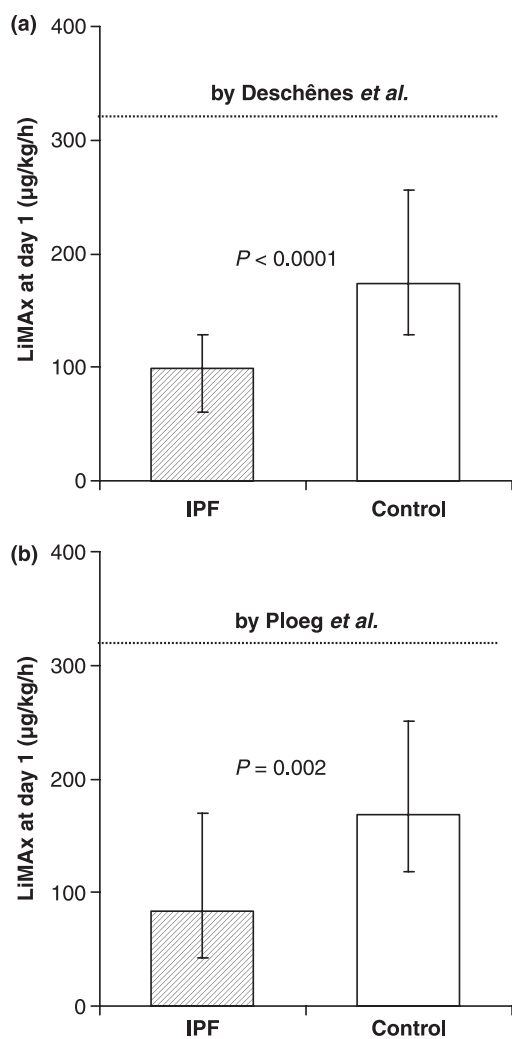 (a)
400
300
200
100
0
LiMAx at day 1 (μg/kg/h)
by Deschênes et al.
P < 0.0001
IPF
Control
(b)
400
300
200
100
0
LiMAx at day 1 (μg/kg/h)
by Ploeg et al.
P = 0.002
IPF
Control